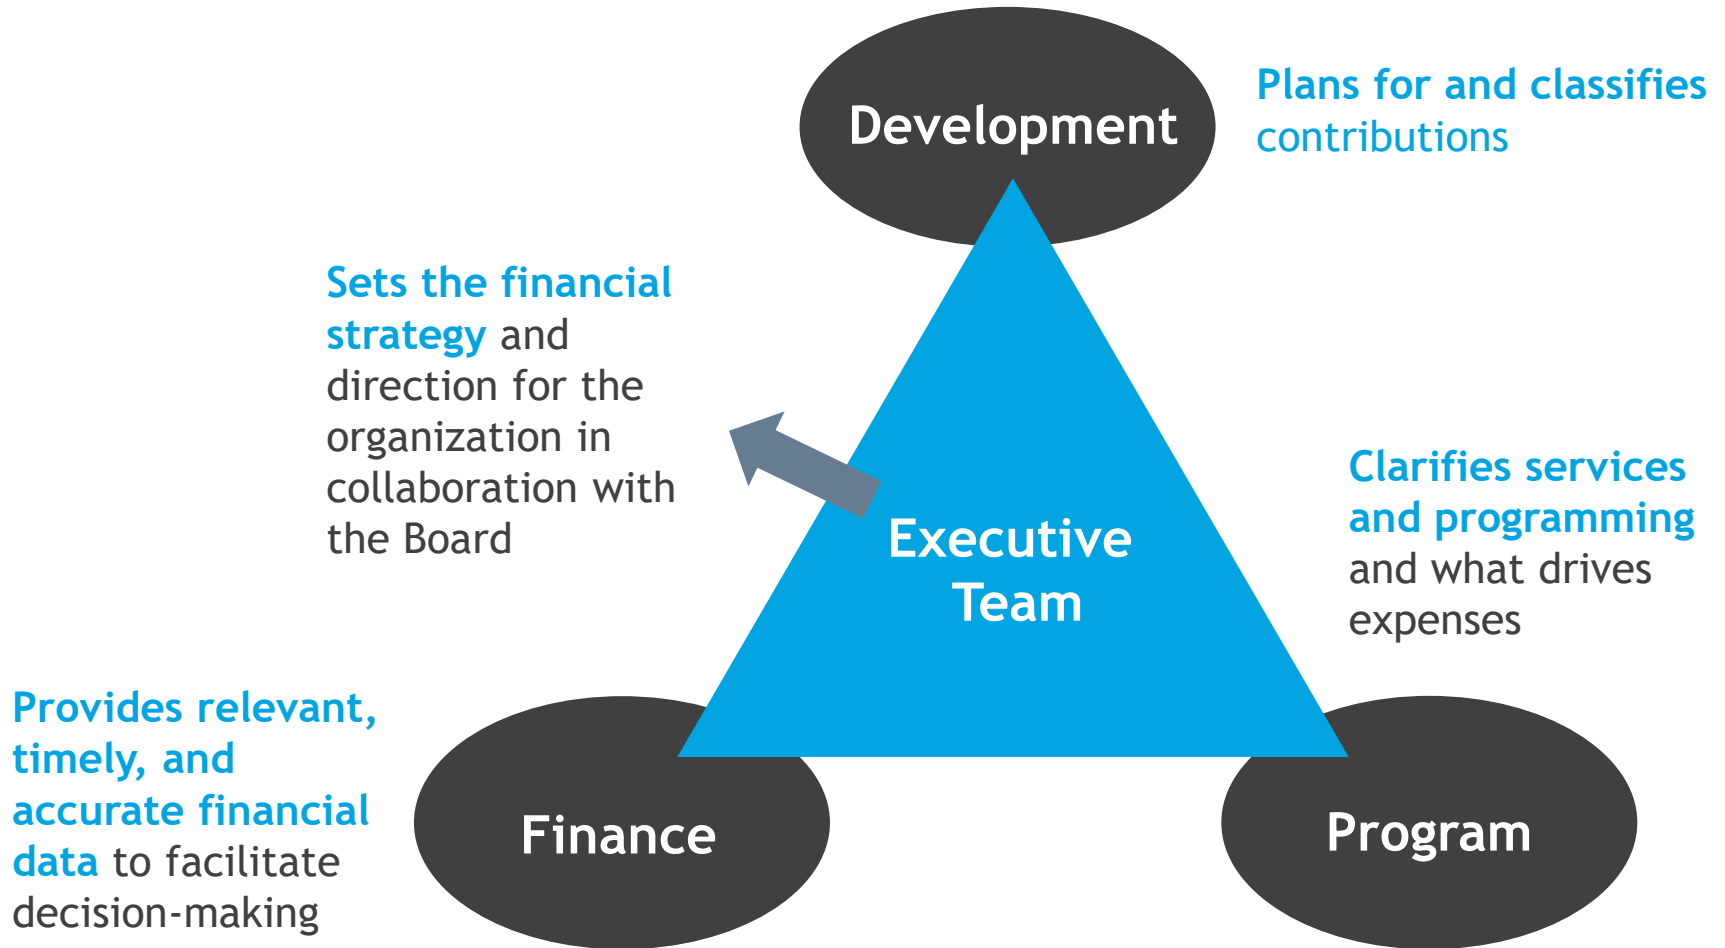 Development
Plans for and classifies
contributions
Sets the financial
strategy and
direction for the
organization in
collaboration with
the Board
Executive
Team
Clarifies services
and programming
and what drives
expenses
Provides relevant,
timely, and
accurate financial
data to facilitate
decision-making
Finance
Program